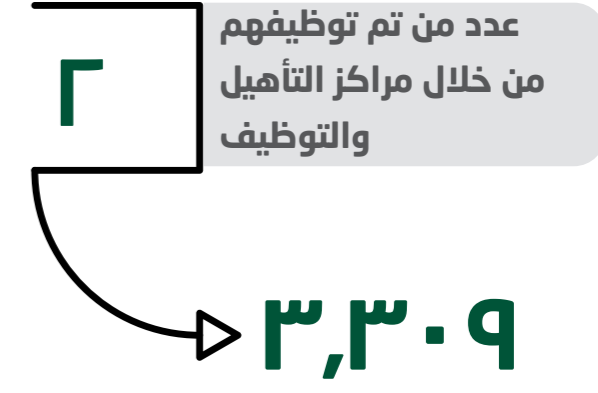 ٢
عدد من تم توظيفهم
من خلال مراكز التأهيل
والتوظيف
٣,٣٠٩